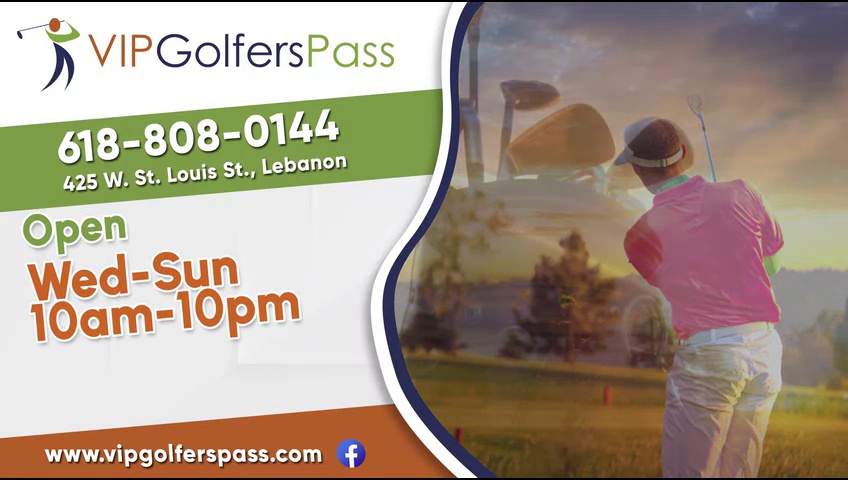 VIPGolfersPass
618-808-0144
425 W. St. Louis St., Lebanon
Open
Wed-Sun
10am-10pm
www.vipgolferspass.com